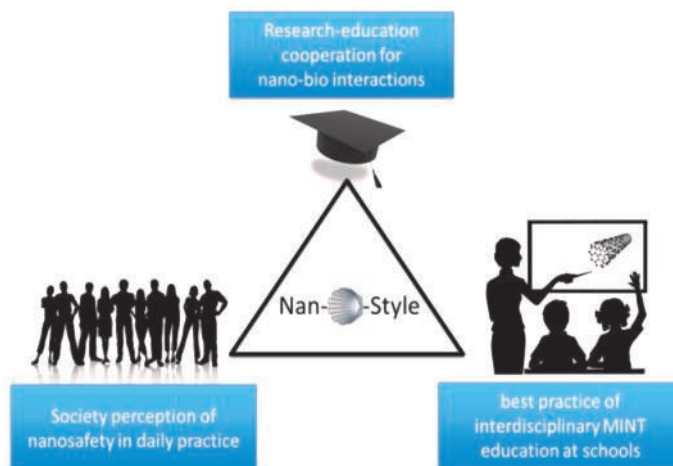 Research-education
cooperation for
nano-bio interactions
Nan- -Style
Society perception of
nanosafety in daily practice
best practice of
interdisciplinary MINT
education at schools